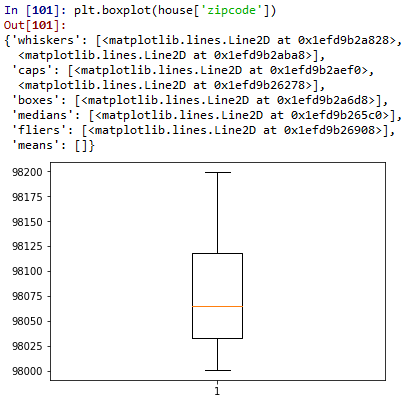 In [101]: plt.boxplot(house['zipcode'])
Out[101]:
{'whiskers': [<matplotlib.lines.Line2D at 0x1efd9b2a828>,
<matplotlib.lines.Line2D at 0x1efd9b2aba8>],
'caps': [<matplotlib.lines.Line2D at 0x1efd9b2aef0>,
<matplotlib.lines.Line2D at 0x1efd9b26278>],
'boxes': [<matplotlib.lines.Line2D at 0x1efd9b2a6d8>],
'medians': [<matplotlib.lines.Line2D at 0x1efd9b265c0>],
'fliers': [<matplotlib.lines.Line2D at 0x1efd9b26908>],
'means': []}
98200
98175
98150
98125
98100
98075
98050
98025
98000
1